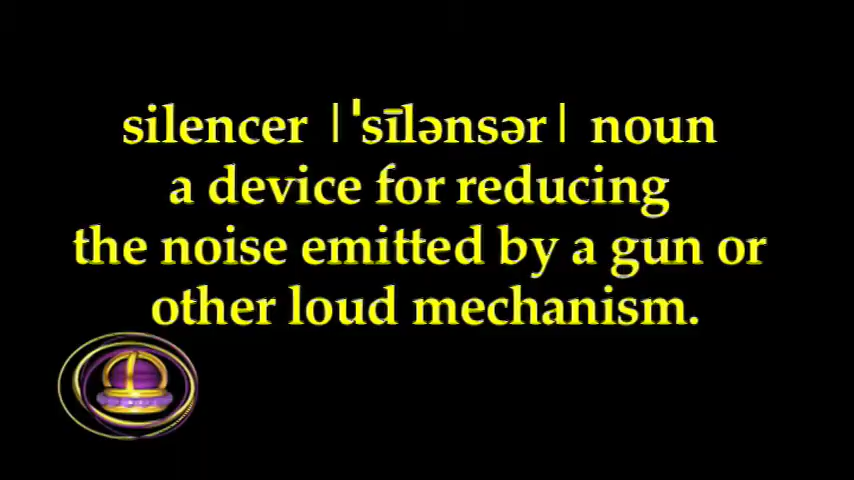 silencer |ˈsīlənsər| noun
a device for reducing
the noise emitted by a gun or
other loud mechanism.